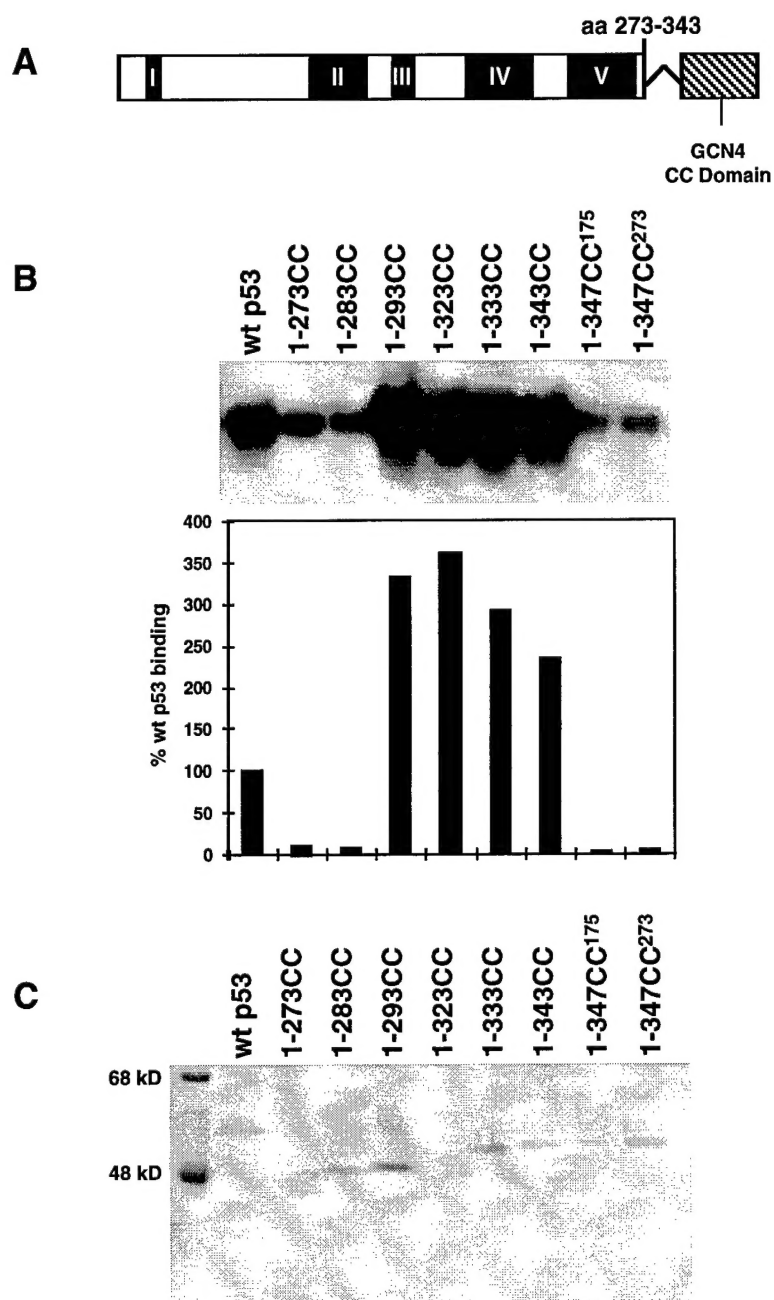 aa 273-343
A
I II III IV V
GCN4
CC Domain
B
wt p53
1-273CC
1-283CC
1-293CC
1-323CC
1-333CC
1-343CC
1-347CC175
1-347CC273
400
350
300
250
200
150
100
50
0
% wt p53 binding
C
wt p53
1-273CC
1-283CC
1-293CC
1-323CC
1-333CC
1-343CC
1-347CC175
1-347CC273
68 kD
48 kD